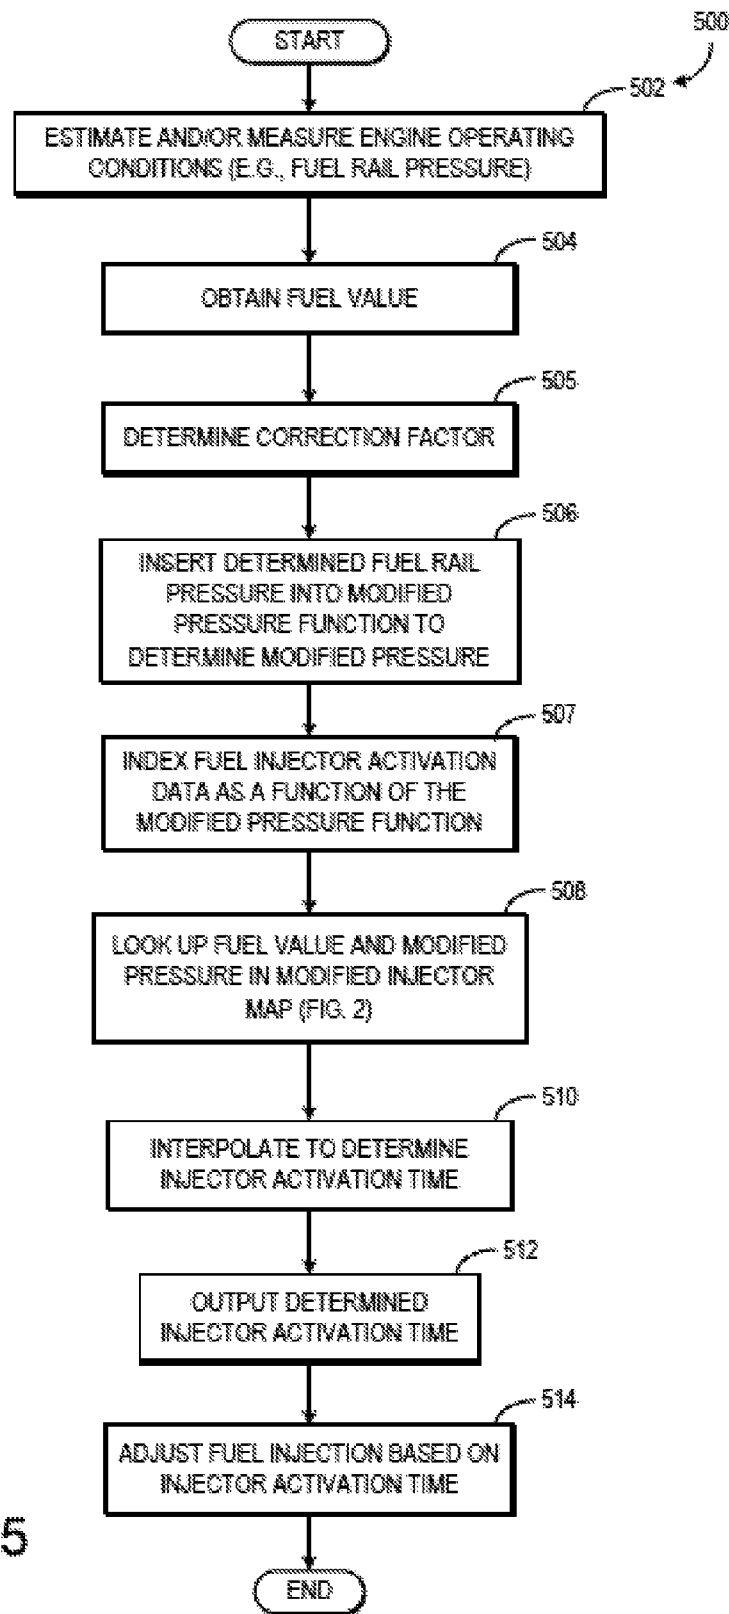 500
START
502
ESTIMATE AND/OR MEASURE ENGINE OPERATING
CONDITIONS (E.G., FUEL RAIL PRESSURE)
504
OBTAIN FUEL VALUE
505
DETERMINE CORRECTION FACTOR
506
INSERT DETERMINED FUEL RAIL
PRESSURE INTO MODIFIED
PRESSURE FUNCTION TO
DETERMINE MODIFIED PRESSURE
507
INDEX FUEL INJECTOR ACTIVATION
DATA AS A FUNCTION OF THE
MODIFIED PRESSURE FUNCTION
508
LOOK UP FUEL VALUE AND MODIFIED
PRESSURE IN MODIFIED INJECTOR
MAP (FIG. 2)
510
INTERPOLATE TO DETERMINE
INJECTOR ACTIVATION TIME
512
OUTPUT DETERMINED
INJECTOR ACTIVATION TIME
514
ADJUST FUEL INJECTION BASED ON
INJECTOR ACTIVATION TIME
5
END